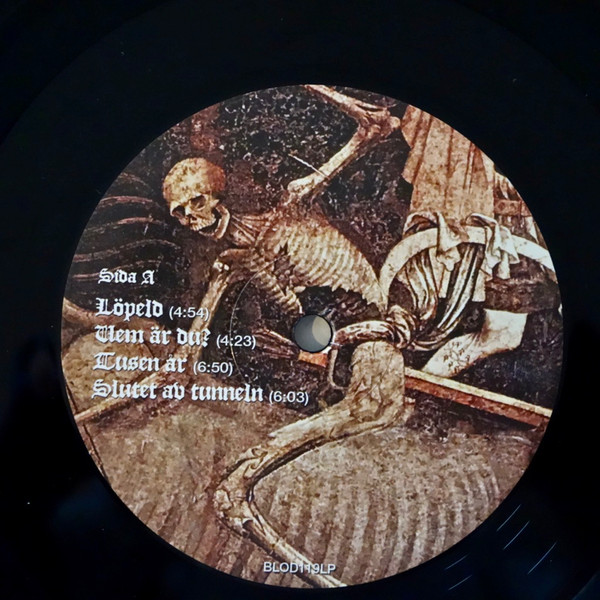 Sida A
Löpeld (4:54)
Vem är du? (4:23)
Tusen år (6:50)
Slutet av tunneln (6:03)
BLOD119LP